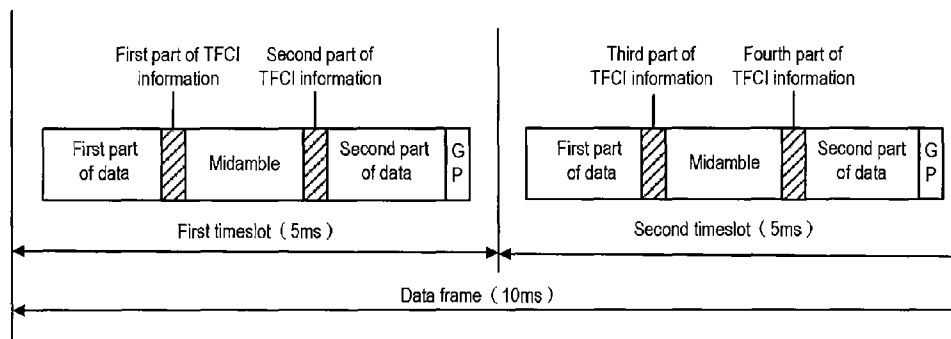 First part of TFCI
information
Second part of
TFCI information
Third part of
TFCI information
Fourth part of
TFCI information
First part
of data
Midamble
Second part
of data
G
P
First part
of data
Midamble
Second part
of data
G
P
First timeslot ( 5ms )
Second timeslot ( 5ms )
Data frame ( 10ms )